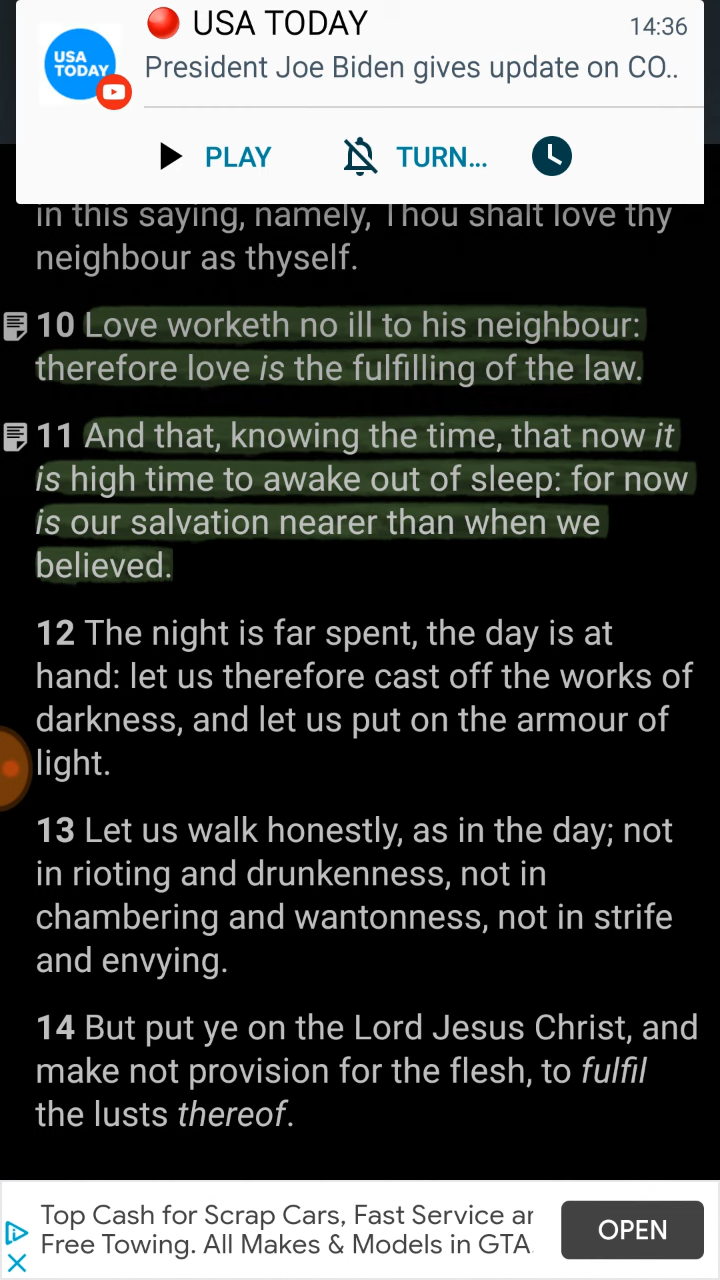 USA TODAY
14:36
USA
TODAY
President Joe Biden gives update on CO..
PLAY
TURN...
in this saying, namely, Thou shalt love thy
neighbour as thyself.
10 Love worketh no ill to his neighbour:
therefore love is the fulfilling of the law.
11 And that, knowing the time, that now it
is high time to awake out of sleep: for now
is our salvation nearer than when we
believed.
12 The night is far spent, the day is at
hand: let us therefore cast off the works of
darkness, and let us put on the armour of
light.
13 Let us walk honestly, as in the day; not
in rioting and drunkenness, not in
chambering and wantonness, not in strife
and envying.
14 But put ye on the Lord Jesus Christ, and
make not provision for the flesh, to fulfil
the lusts thereof.
Top Cash for Scrap Cars, Fast Service ar
Free Towing. All Makes & Models in GTA.
OPEN